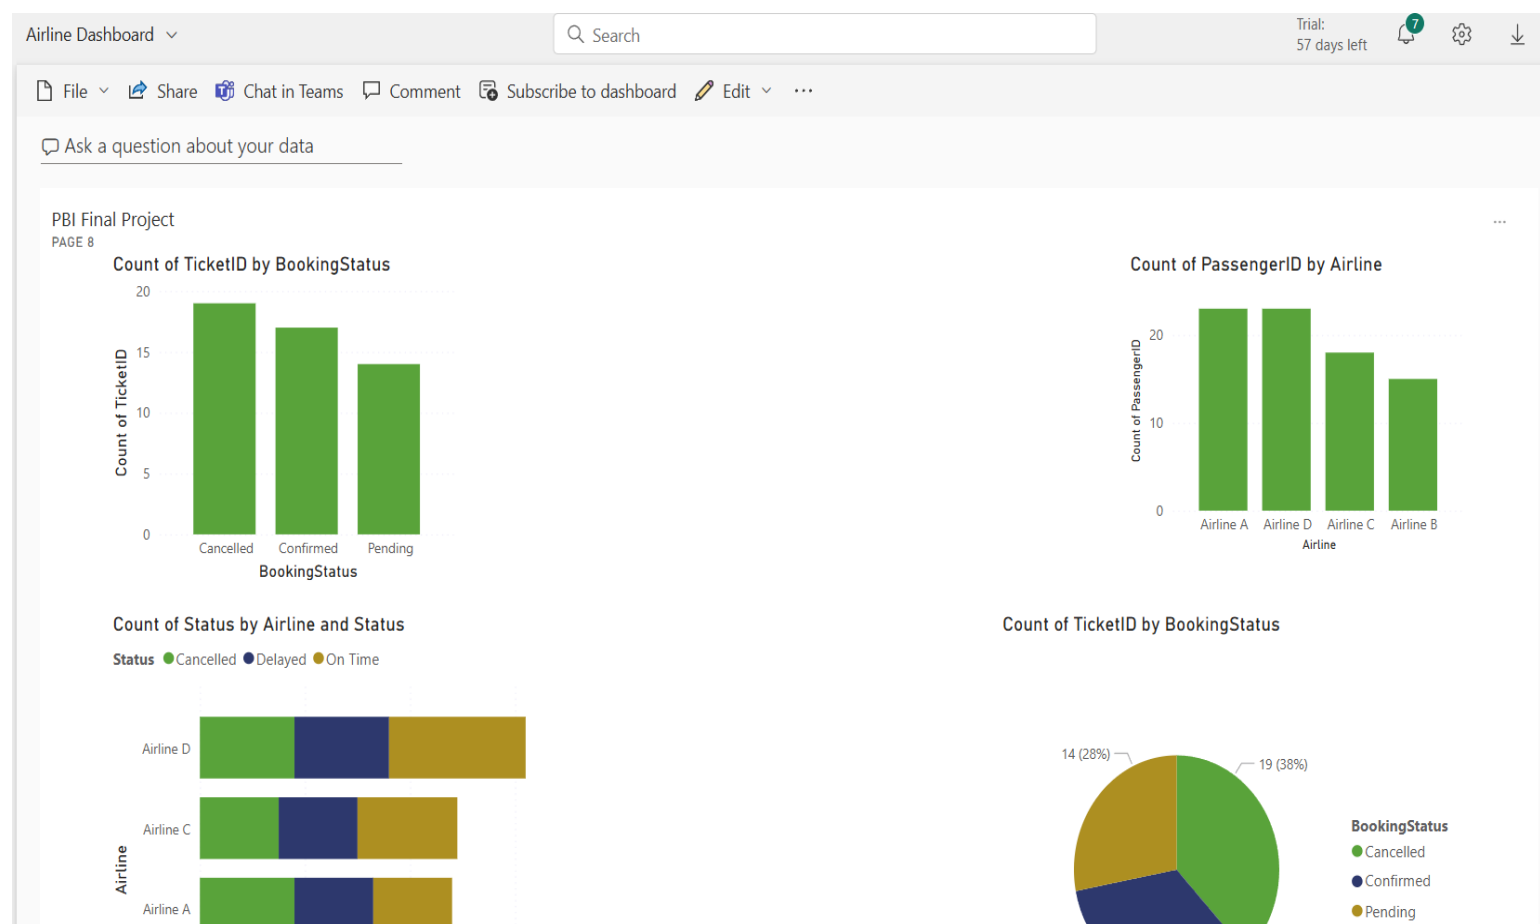 Airline Dashboard
Search
Trial:
57 days left
7
File
Share
Chat in Teams
Comment
Subscribe to dashboard
Edit
...
Ask a question about your data
PBI Final Project
...
PAGE 8
Count of TicketID by BookingStatus
20
15
10
5
0
Count of TicketID
Cancelled Confirmed Pending
BookingStatus
Count of PassengerID by Airline
20
10
0
Count of PassengerID
Airline A Airline D Airline C Airline B
Airline
Count of Status by Airline and Status
Status Cancelled Delayed On Time
Airline D
Airline C
Airline A
Airline
Count of TicketID by BookingStatus
14 (28%)
19 (38%)
BookingStatus
Cancelled
Confirmed
Pending